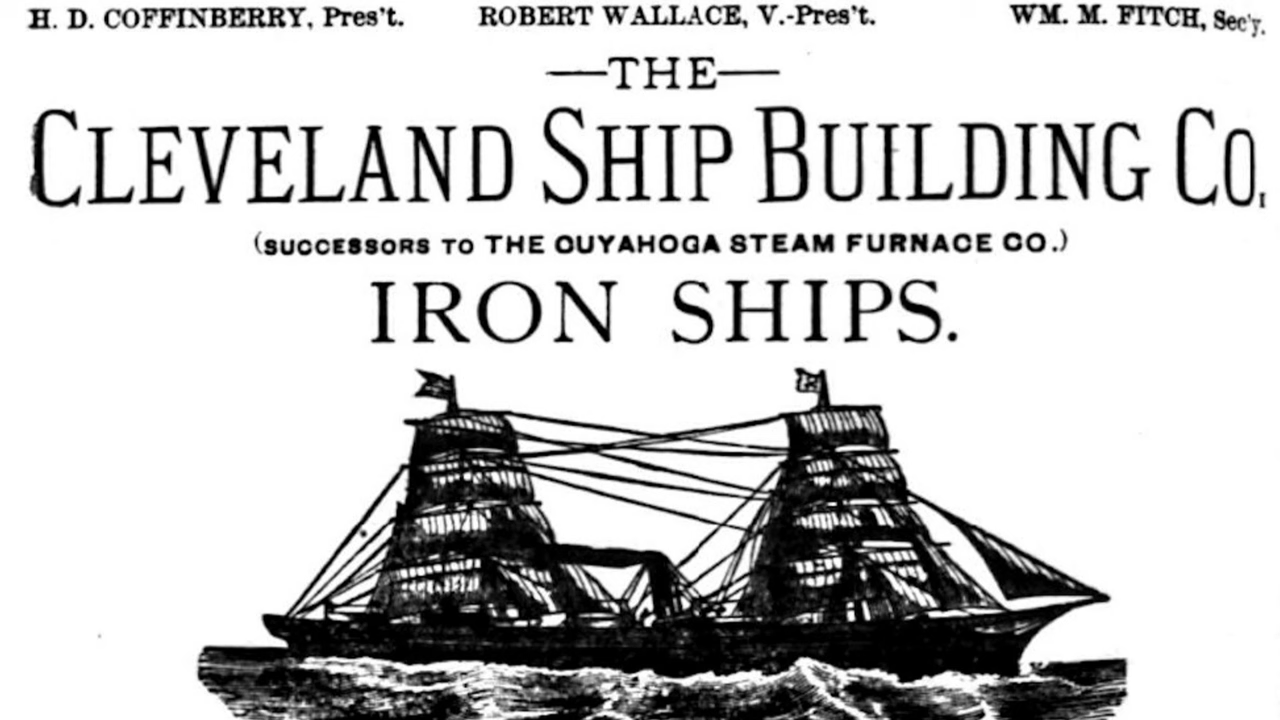 H. D. COFFINBERRY, Pres't. ROBERT WALLACE, V.-Pres't. WM. M. FITCH, Sec'y.
—THE—
CLEVELAND SHIP BUILDING CO.
(SUCCESSORS TO THE CUYAHOGA STEAM FURNACE CO.)
IRON SHIPS.